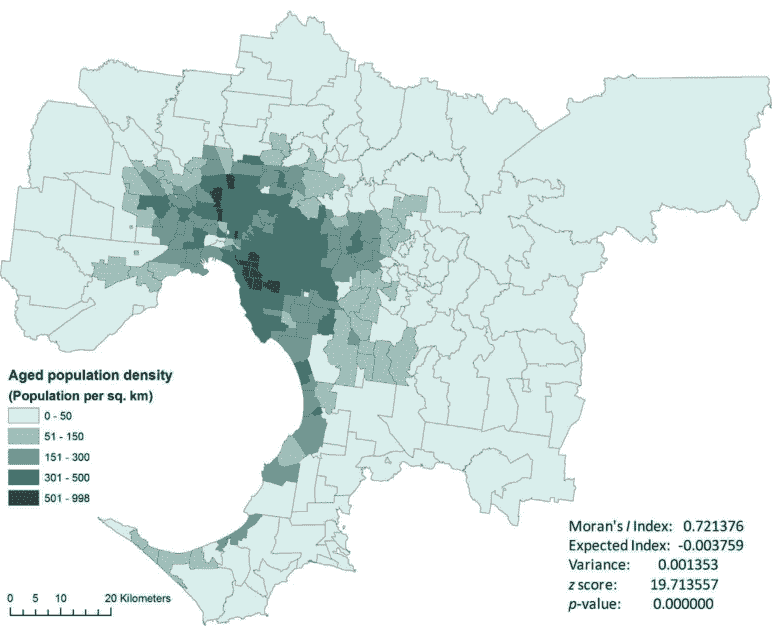 Aged population density
(Population per sq. km)
0 - 50
51 - 150
151 - 300
301 - 500
501 - 998
0 5 10 20 Kilometers
Moran's I Index: 0.721376
Expected Index: -0.003759
Variance: 0.001353
z score: 19.713557
p-value: 0.000000